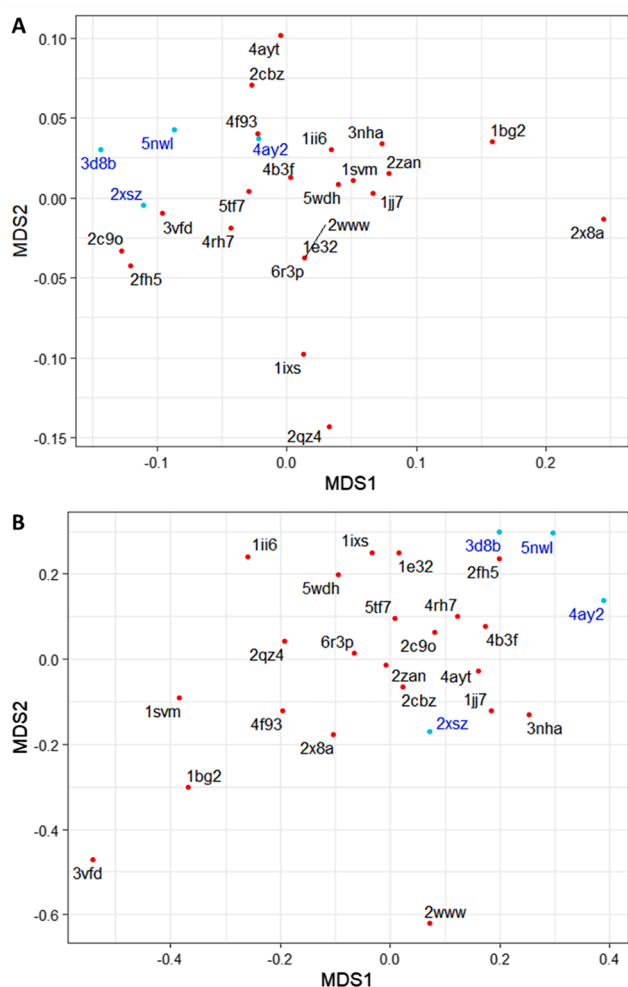 A
0.10
4ayt
2cbz
0.05
5nwl
4f93
1ii6
3nha
1bg2
3d8b
4ay2
2zan
4b3f
1svm
2xsz
0.00
MDS2
5tf7
5wdh
1jj7
3vfd
2www
2c9o
4rh7
1e32
2x8a
2fh5
6r3p
-0.05
1ixs
-0.10
2qz4
-0.15
-0.1 0.0 0.1 0.2
MDS1
B
1ii6
1ixs
3d8b
5nwl
1e32
2fh5
0.2
5wdh
5tf7
4rh7
4ay2
2qz4
6r3p
2c9o
4b3f
0.0
2zan
4ayt
2cbz
1jj7
MDS2
1svm
4f93
2xsz
3nha
-0.2
2x8a
1bg2
-0.4
3vfd
2www
-0.6
-0.4 -0.2 0.0 0.2 0.4
MDS1